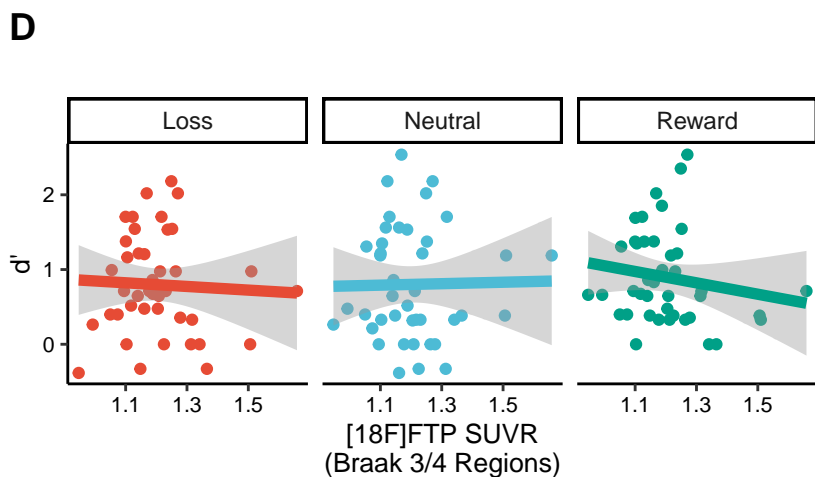 D
Loss Neutral Reward
2
1
0
d'
1.1 1.3 1.5 1.1 1.3 1.5 1.1 1.3 1.5
[18F]FTP SUVR
(Braak 3/4 Regions)